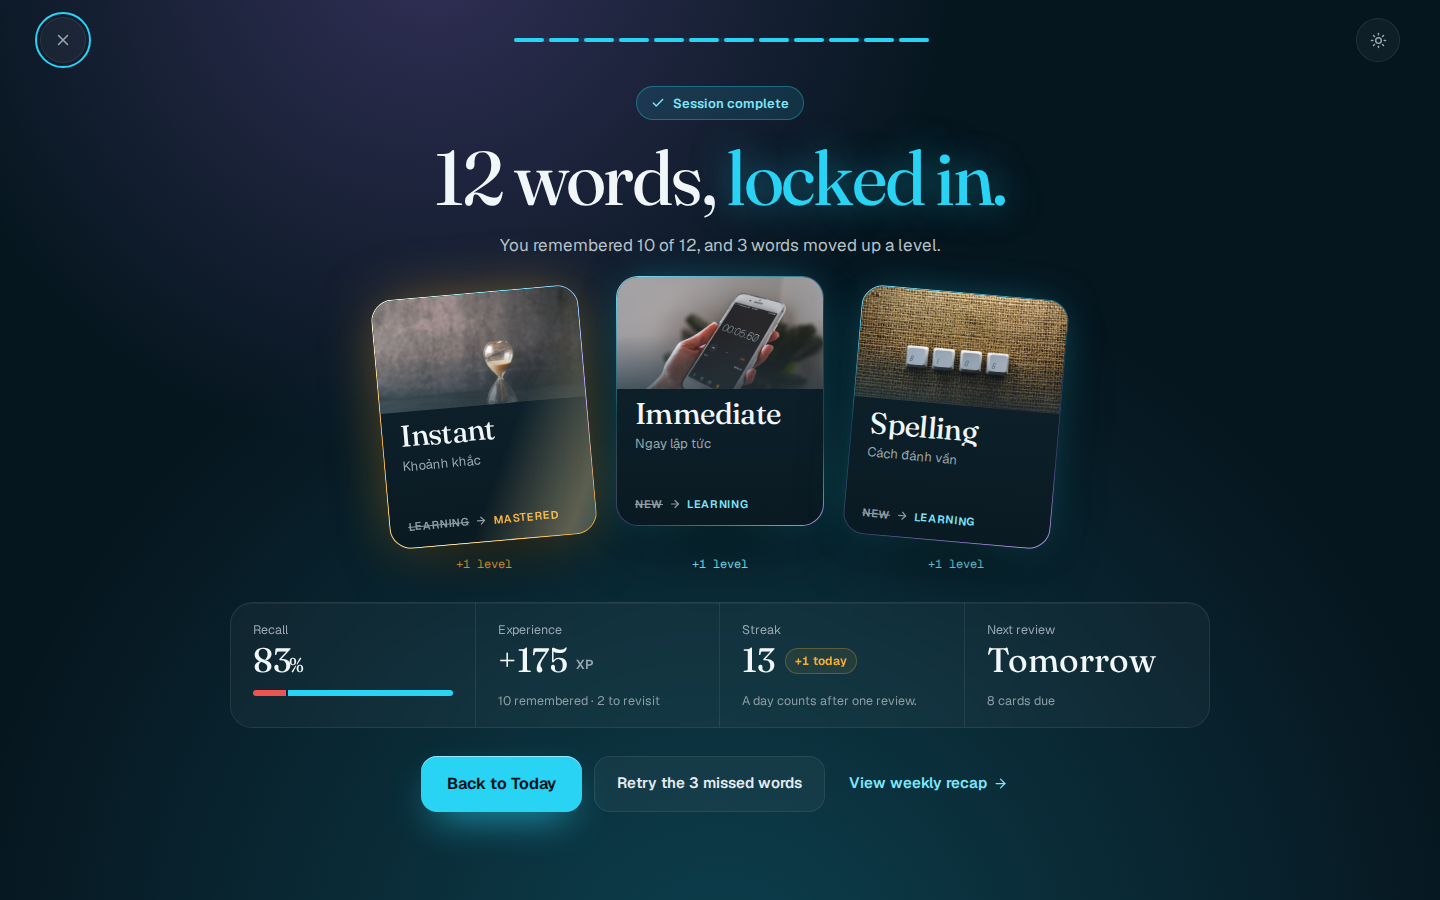 Session complete
12 words, locked in.
You remembered 10 of 12, and 3 words moved up a level.
00:05,60
Instant
Khoảnh khắc
LEARNING → MASTERED
+1 level
Immediate
Ngay lập tức
NEW → LEARNING
+1 level
Spelling
Cách đánh vần
NEW → LEARNING
+1 level
Recall
83%
Experience
+175 XP
10 remembered · 2 to revisit
Streak
13 +1 today
A day counts after one review.
Next review
Tomorrow
8 cards due
Back to Today
Retry the 3 missed words
View weekly recap →